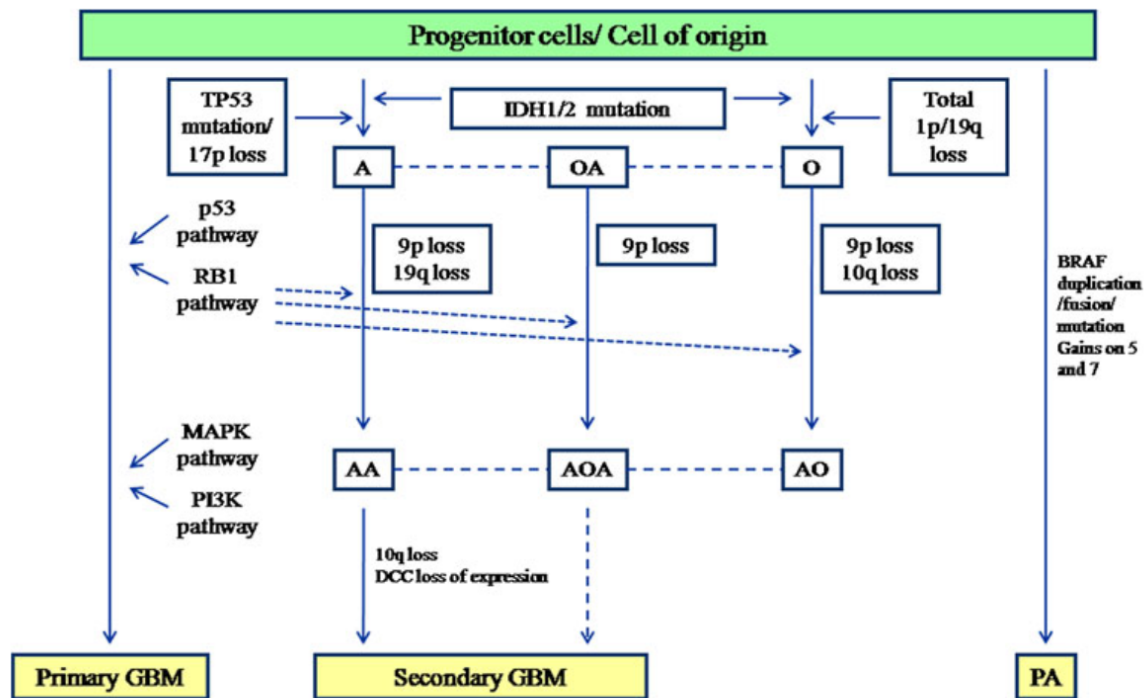 Progenitor cells/ Cell of origin
TP53
mutation/
17p loss
IDH1/2 mutation
Total
1p/19q
loss
A
OA
O
p53
pathway
RB1
pathway
9p loss
19q loss
9p loss
9p loss
10q loss
BRAF
duplication
/fusion/
mutation
Gains on 5
and 7
MAPK
pathway
PI3K
pathway
AA
AOA
AO
10q loss
DCC loss of expression
Primary GBM
Secondary GBM
PA